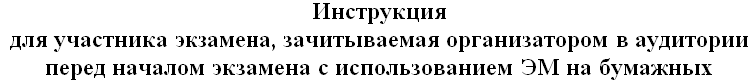 Инструкция
для участника экзамена, зачитываемая организатором в аудитории
перед началом экзамена с использованием ЭМ на бумажных